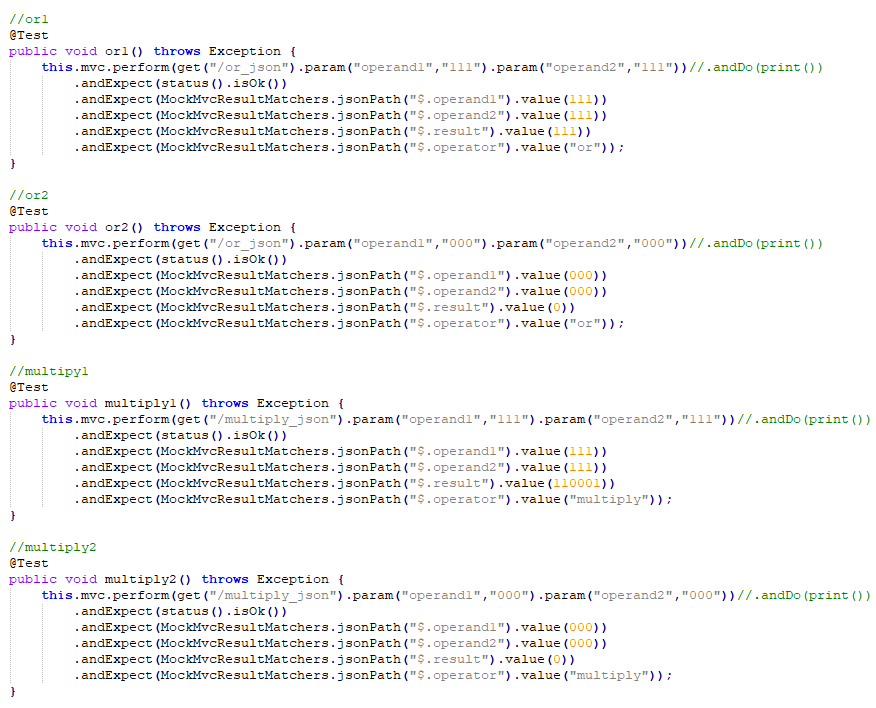 //or1
@Test
public void or1() throws Exception {
    this.mvc.perform(get("/or_json").param("operand1","111").param("operand2","111"))//.andDo(print())
        .andExpect(status().isOk())
        .andExpect(MockMvcResultMatchers.jsonPath("$.operand1").value(111))
        .andExpect(MockMvcResultMatchers.jsonPath("$.operand2").value(111))
        .andExpect(MockMvcResultMatchers.jsonPath("$.result").value(111))
        .andExpect(MockMvcResultMatchers.jsonPath("$.operator").value("or"));
}
//or2
@Test
public void or2() throws Exception {
    this.mvc.perform(get("/or_json").param("operand1","000").param("operand2","000"))//.andDo(print())
        .andExpect(status().isOk())
        .andExpect(MockMvcResultMatchers.jsonPath("$.operand1").value(000))
        .andExpect(MockMvcResultMatchers.jsonPath("$.operand2").value(000))
        .andExpect(MockMvcResultMatchers.jsonPath("$.result").value(0))
        .andExpect(MockMvcResultMatchers.jsonPath("$.operator").value("or"));
}
//multipy1
@Test
public void multiply1() throws Exception {
    this.mvc.perform(get("/multiply_json").param("operand1","111").param("operand2","111"))//.andDo(print())
        .andExpect(status().isOk())
        .andExpect(MockMvcResultMatchers.jsonPath("$.operand1").value(111))
        .andExpect(MockMvcResultMatchers.jsonPath("$.operand2").value(111))
        .andExpect(MockMvcResultMatchers.jsonPath("$.result").value(110001))
        .andExpect(MockMvcResultMatchers.jsonPath("$.operator").value("multiply"));
}
//multiply2
@Test
public void multiply2() throws Exception {
    this.mvc.perform(get("/multiply_json").param("operand1","000").param("operand2","000"))//.andDo(print())
        .andExpect(status().isOk())
        .andExpect(MockMvcResultMatchers.jsonPath("$.operand1").value(000))
        .andExpect(MockMvcResultMatchers.jsonPath("$.operand2").value(000))
        .andExpect(MockMvcResultMatchers.jsonPath("$.result").value(0))
        .andExpect(MockMvcResultMatchers.jsonPath("$.operator").value("multiply"));
}